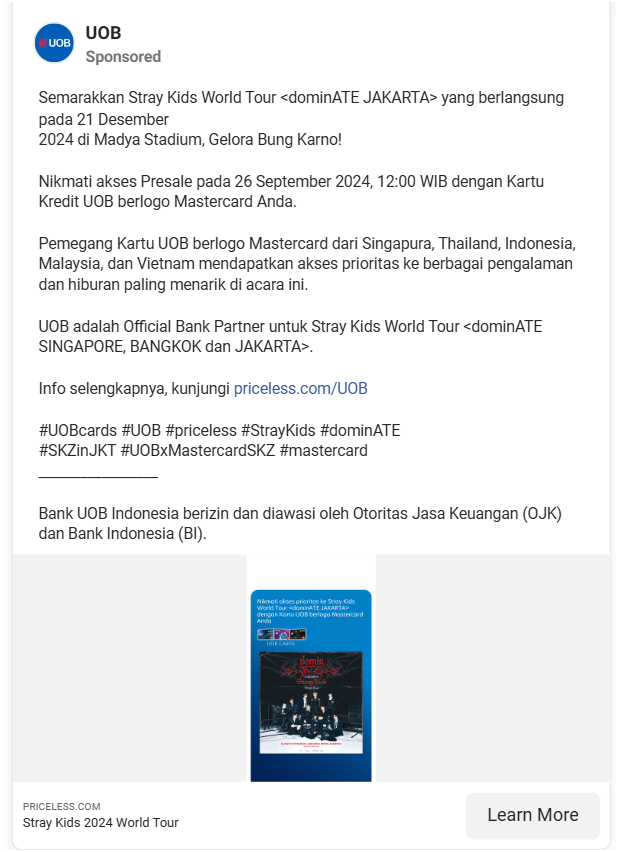 UOB
UOB
Sponsored
Semarakkan Stray Kids World Tour <dominATE JAKARTA> yang berlangsung
pada 21 Desember
2024 di Madya Stadium, Gelora Bung Karno!
Nikmati akses Presale pada 26 September 2024, 12:00 WIB dengan Kartu
Kredit UOB berlogo Mastercard Anda.
Pemegang Kartu UOB berlogo Mastercard dari Singapura, Thailand, Indonesia,
Malaysia, dan Vietnam mendapatkan akses prioritas ke berbagai pengalaman
dan hiburan paling menarik di acara ini.
UOB adalah Official Bank Partner untuk Stray Kids World Tour <dominATE
SINGAPORE, BANGKOK dan JAKARTA>.
Info selengkapnya, kunjungi priceless.com/UOB
#UOBcards #UOB #priceless #StrayKids #dominATE
#SKZinJKT #UOBxMastercardSKZ #mastercard
_________________
Bank UOB Indonesia berizin dan diawasi oleh Otoritas Jasa Keuangan (OJK)
dan Bank Indonesia (BI).
Nikmati akses prioritas ke Stray Kids
World Tour <dominATE JAKARTA>
dengan Kartu UOB berlogo Mastercard
Anda
UOB CARDS
domin
Stray Kids
PRICELESS.COM
Stray Kids 2024 World Tour
Learn More